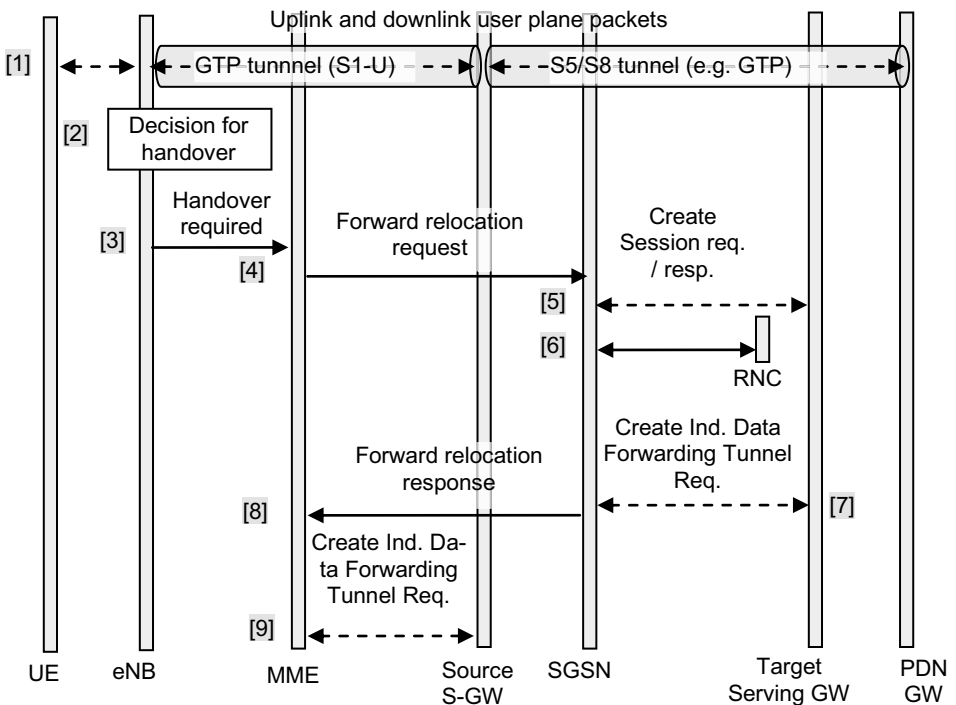 Uplink and downlink user plane packets
[1]
GTP tunnnel (S1-U)
S5/S8 tunnel (e.g. GTP)
[2]
Decision for
handover
Handover
required
[3]
Forward relocation
request
[4]
Create
Session req.
/ resp.
[5]
[6]
RNC
Create Ind. Data
Forwarding Tunnel
Req.
[7]
Forward relocation
response
[8]
Create Ind. Da-
ta Forwarding
Tunnel Req.
[9]
UE
eNB
MME
Source
S-GW
SGSN
Target
Serving GW
PDN
GW